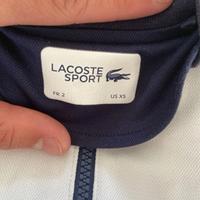 LACOSTE
SPORT
FR 2 US XS